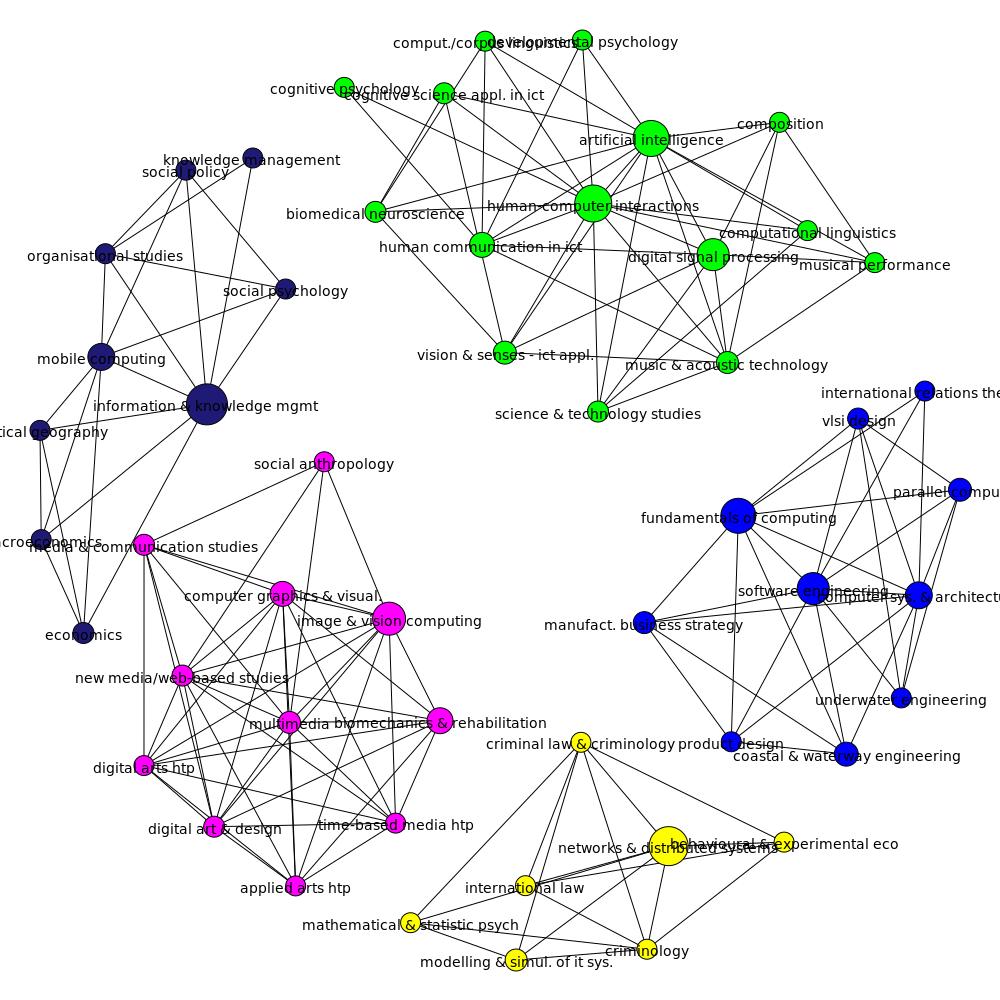 comput./corpus linguistics
developmental psychology
cognitive psychology
cognitive science appl. in ict
composition
artificial intelligence
knowledge management
social policy
human-computer interactions
biomedical neuroscience
computational linguistics
human communication in ict
organisational studies
digital signal processing
musical performance
social psychology
vision & senses - ict appl.
mobile computing
music & acoustic technology
international relations the
information & knowledge mgmt
science & technology studies
vlsi design
tical geography
social anthropology
parallel compu
fundamentals of computing
croeconomics
media & communication studies
software engineering
computer sys. & architectu
computer graphics & visual.
image & vision computing
manufact. business strategy
economics
new media/web-based studies
underwater engineering
multimedia
biomechanics & rehabilitation
criminal law & criminology
product design
coastal & waterway engineering
digital arts htp
time-based media htp
digital art & design
behavioural & experimental eco
networks & distributed systems
applied arts htp
international law
mathematical & statistic psych
criminology
modelling & simul. of it sys.